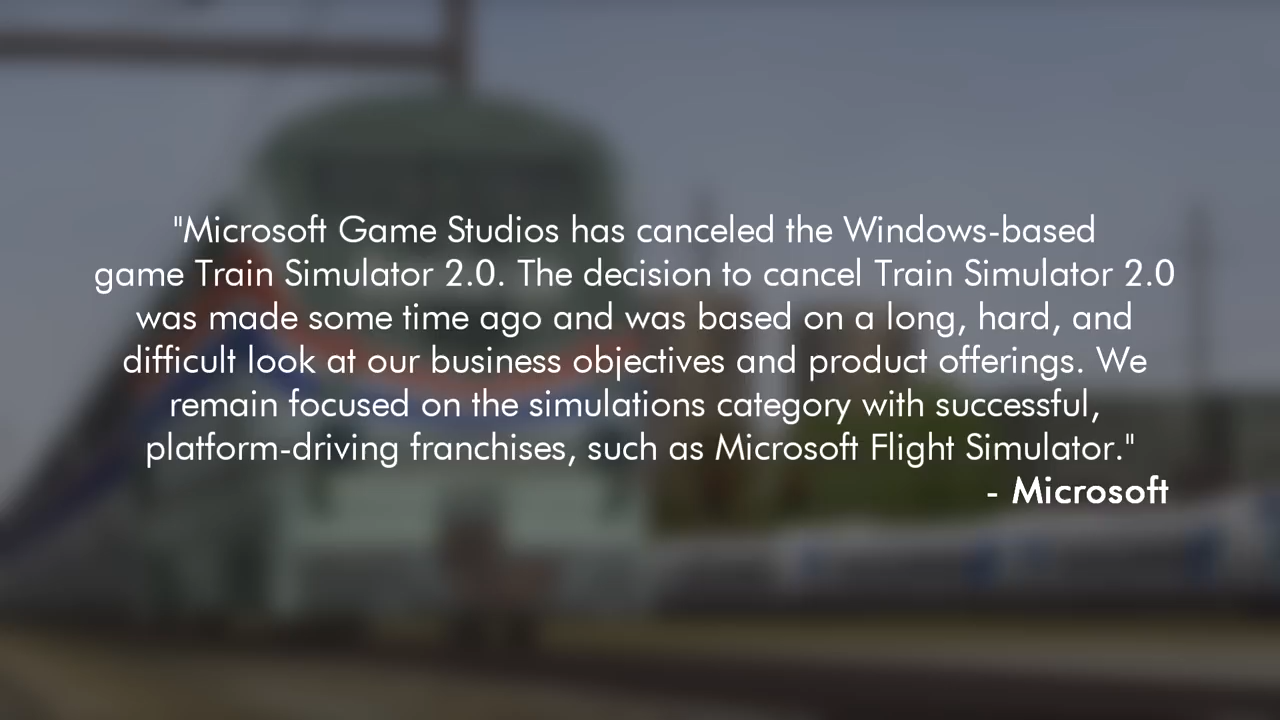 "Microsoft Game Studios has canceled the Windows-based
game Train Simulator 2.0. The decision to cancel Train Simulator 2.0
was made some time ago and was based on a long, hard, and
difficult look at our business objectives and product offerings. We
remain focused on the simulations category with successful,
platform-driving franchises, such as Microsoft Flight Simulator."
- Microsoft